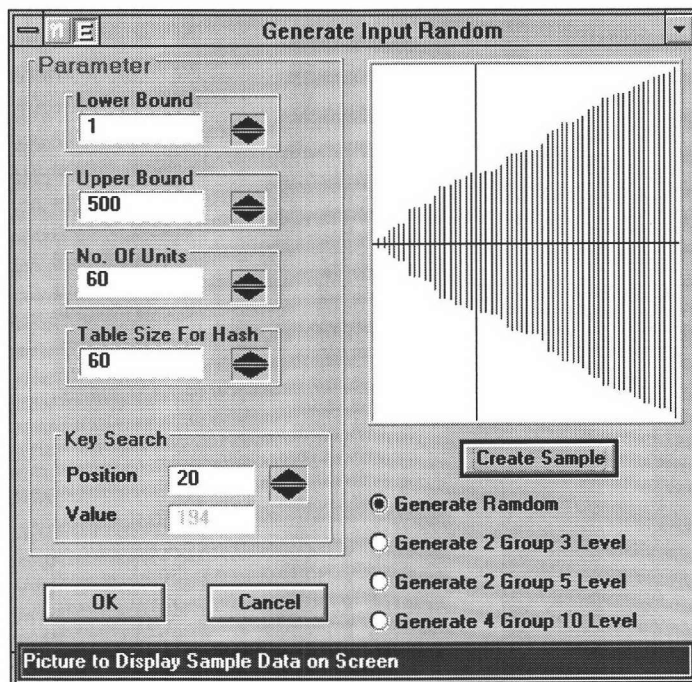 Generate Input Random
Parameter
Lower Bound
1
Upper Bound
500
No. Of Units
60
Table Size For Hash
60
Key Search
Position
20
Value
194
OK
Cancel
Create Sample
Generate Ramdom
Generate 2 Group 3 Level
Generate 2 Group 5 Level
Generate 4 Group 10 Level
Picture to Display Sample Data on Screen